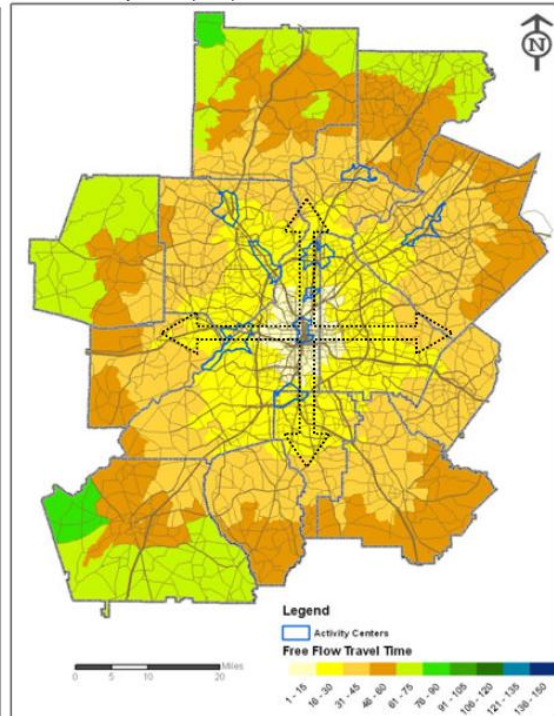 N
Legend
Activity Centers
Free Flow Travel Time
0 5 10 20 Miles
1 - 15
16 - 30
31 - 45
46 - 60
61 - 75
76 - 90
91 - 105
106 - 120
121 - 135
136 - 150